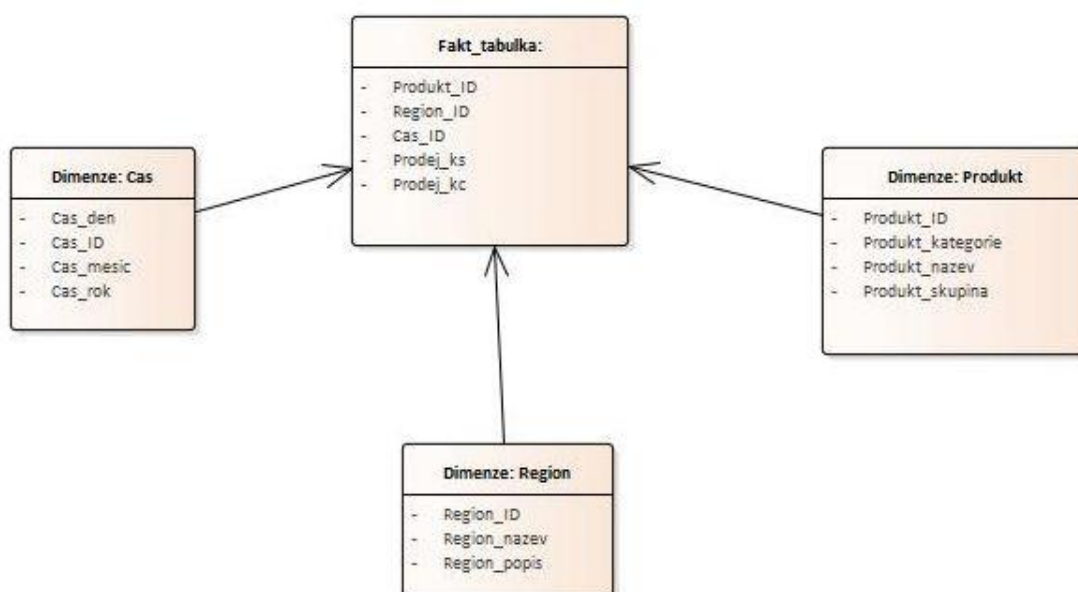 Fakt_tabulka:
- Produkt_ID
- Region_ID
- Cas_ID
- Prodej_ks
- Prodej_kc
Dimenze: Cas
- Cas_den
- Cas_ID
- Cas_mesic
- Cas_rok
Dimenze: Produkt
- Produkt_ID
- Produkt_kategorie
- Produkt_nazev
- Produkt_skupina
Dimenze: Region
- Region_ID
- Region_nazev
- Region_popis